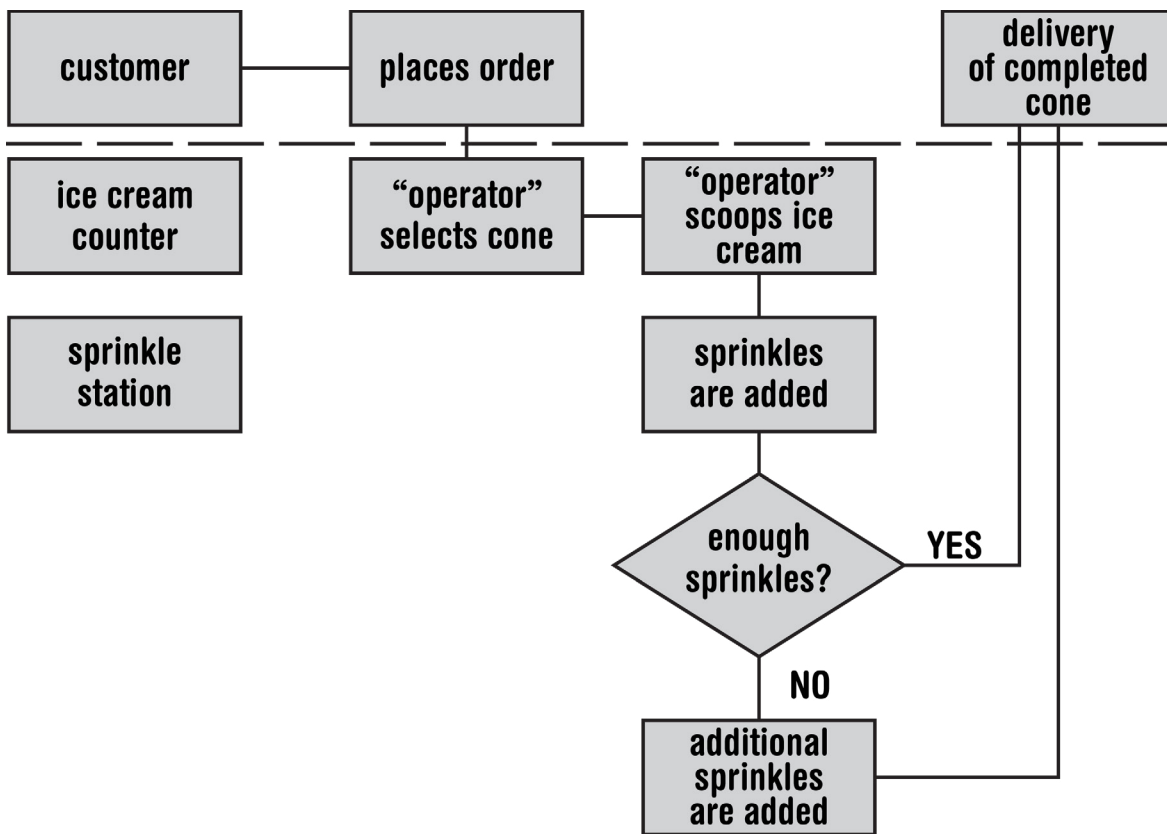 customer
places order
delivery
of completed
cone
ice cream
counter
“operator”
selects cone
“operator”
scoops ice
cream
sprinkle
station
sprinkles
are added
enough
sprinkles?
YES
NO
additional
sprinkles
are added